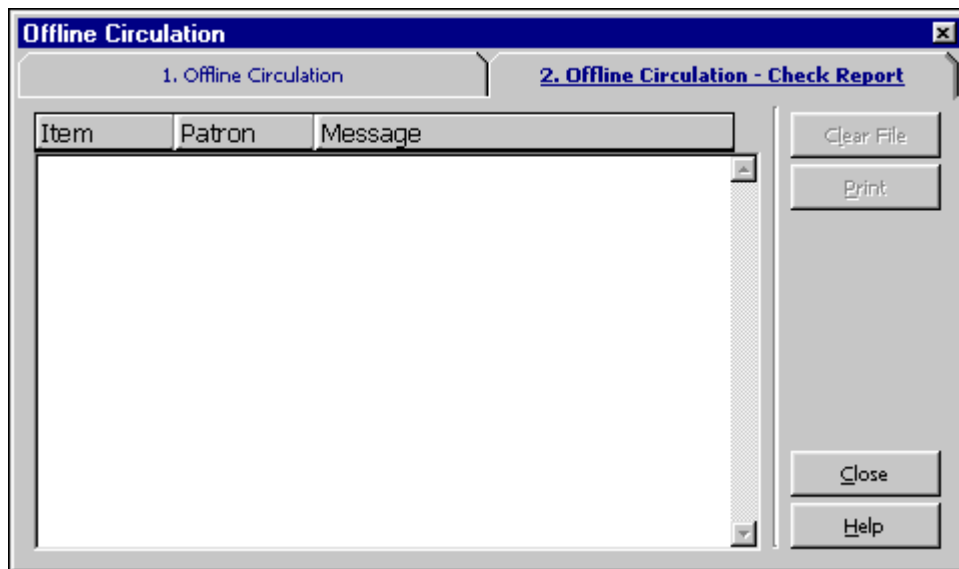 Offline Circulation
1. Offline Circulation
2. Offline Circulation - Check Report
Item Patron Message
Clear File
Print
Close
Help